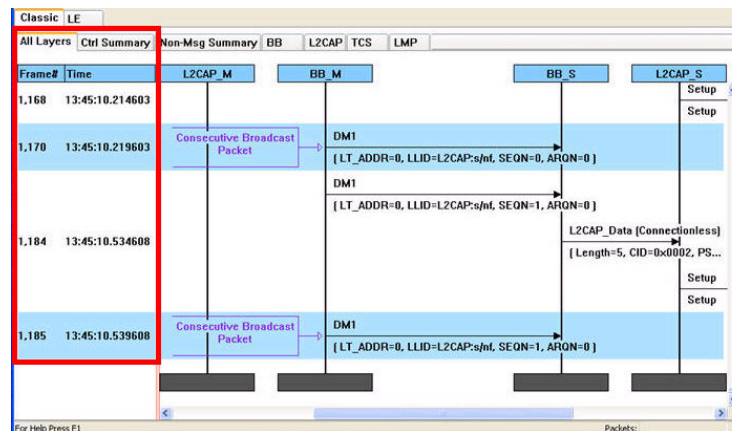 Classic LE
All Layers Ctrl Summary Non-Msg Summary BB L2CAP TCS LMP
Frame# Time L2CAP_M BB_M BB_S L2CAP_S
Setup
1,168 13:45:10.214603
Setup
Consecutive Broadcast Packet
DM1
1,170 13:45:10.219603
( LT_ADDR=0, LLID=L2CAP:s/nf, SEQN=0, ARQN=0 )
DM1
( LT_ADDR=0, LLID=L2CAP:s/nf, SEQN=1, ARQN=0 )
L2CAP_Data (Connectionless)
1,184 13:45:10.534608
( Length=5, CID=0x0002, PS...
Setup
Setup
Consecutive Broadcast Packet
DM1
1,185 13:45:10.539608
( LT_ADDR=0, LLID=L2CAP:s/nf, SEQN=1, ARQN=0 )
For Help Press F1 Packets: